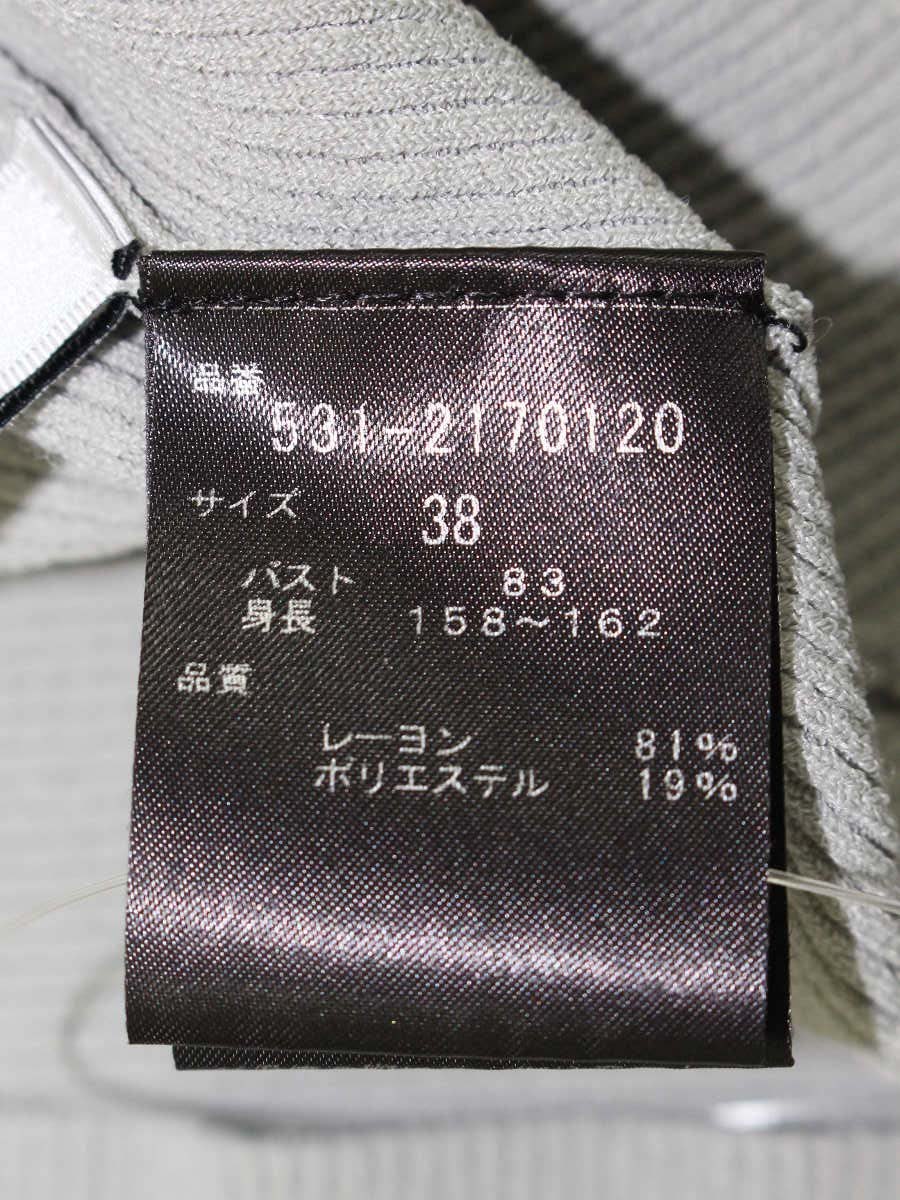 品番
531-2170120
サイズ 38
バスト 83
身長 158~162
品質
レーヨン 81%
ポリエステル 19%